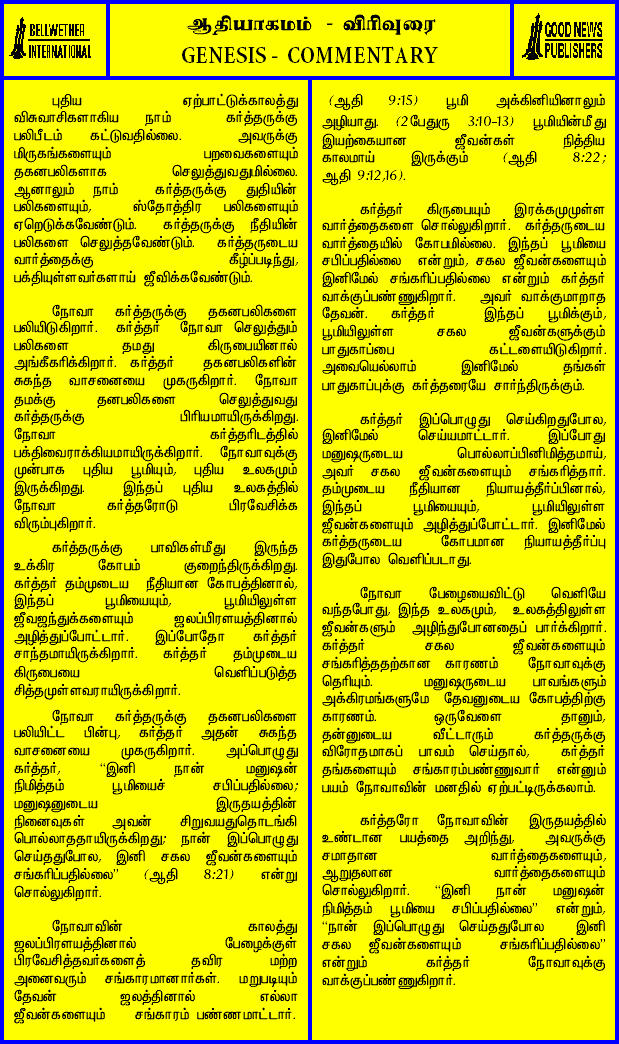 BELLWETHER
INTERNATIONAL
ஆதியாகமம் - விரிவுரை
GENESIS - COMMENTARY
GOOD NEWS
PUBLISHERS
புதிய ஏற்பாட்டுக்காலத்து
விசுவாசிகளாகிய நாம் கர்த்தருக்கு
பலிபீடம் கட்டுவதில்லை. அவருக்கு
மிருகங்களையும் பறவைகளையும்
தகனபலிகளாக செலுத்துவதுமில்லை.
ஆனாலும் நாம் கர்த்தருக்கு துதியின்
பலிகளையும், ஸ்தோத்திர பலிகளையும்
ஏறெடுக்கவேண்டும். கர்த்தருக்கு நீதியின்
பலிகளை செலுத்தவேண்டும். கர்த்தருடைய
வார்த்தைக்கு கீழ்ப்படிந்து,
பக்தியுள்ளவர்களாய் ஜீவிக்கவேண்டும்.
நோவா கர்த்தருக்கு தகனபலிகளை
பலியிடுகிறார். கர்த்தர் நோவா செலுத்தும்
பலிகளை தமது கிருபையினால்
அங்கீகரிக்கிறார். கர்த்தர் தகனபலிகளின்
சுகந்த வாசனையை முகருகிறார். நோவா
தமக்கு தனபலிகளை செலுத்துவது
கர்த்தருக்கு பிரியமாயிருக்கிறது.
நோவா கர்த்தரிடத்தில்
பக்திவைராக்கியமாயிருக்கிறார். நோவாவுக்கு
முன்பாக புதிய பூமியும், புதிய உலகமும்
இருக்கிறது. இந்தப் புதிய உலகத்தில்
நோவா கர்த்தரோடு பிரவேசிக்க
விரும்புகிறார்.
கர்த்தருக்கு பாவிகள்மீது இருந்த
உக்கிர கோபம் குறைந்திருக்கிறது.
கர்த்தர் தம்முடைய நீதியான கோபத்தினால்,
இந்தப் பூமியையும், பூமியிலுள்ள
ஜீவஜந்துக்களையும் ஜலப்பிரளயத்தினால்
அழித்துப்போட்டார். இப்போதோ கர்த்தர்
சாந்தமாயிருக்கிறார். கர்த்தர் தம்முடைய
கிருபையை வெளிப்படுத்த
சித்தமுள்ளவராயிருக்கிறார்.
நோவா கர்த்தருக்கு தகனபலிகளை
பலியிட்ட பின்பு, கர்த்தர் அதன் சுகந்த
வாசனையை முகருகிறார். அப்பொழுது
கர்த்தர், “இனி நான் மனுஷன்
நிமித்தம் பூமியைச் சபிப்பதில்லை;
மனுஷனுடைய இருதயத்தின்
நினைவுகள் அவன் சிறுவயதுதொடங்கி
பொல்லாததாயிருக்கிறது; நான் இப்பொழுது
செய்ததுபோல, இனி சகல ஜீவன்களையும்
சங்கரிப்பதில்லை” (ஆதி 8:21) என்று
சொல்லுகிறார்.
நோவாவின் காலத்து
ஜலப்பிரளயத்தினால் பேழைக்குள்
பிரவேசித்தவர்களைத் தவிர மற்ற
அனைவரும் சங்காரமானார்கள். மறுபடியும்
தேவன் ஜலத்தினால் எல்லா
ஜீவன்களையும் சங்காரம் பண்ணமாட்டார்.
(ஆதி 9:15) பூமி அக்கினியினாலும்
அழியாது. (2பேதுரு 3:10-13) பூமியின்மீது
இயற்கையான ஜீவன்கள் நித்திய
காலமாய் இருக்கும் (ஆதி 8:22;
ஆதி 9:12,16).
கர்த்தர் கிருபையும் இரக்கமுமுள்ள
வார்த்தைகளை சொல்லுகிறார். கர்த்தருடைய
வார்த்தையில் கோபமில்லை. இந்தப் பூமியை
சபிப்பதில்லை என்றும், சகல ஜீவன்களையும்
இனிமேல் சங்கரிப்பதில்லை என்றும் கர்த்தர்
வாக்குப்பண்ணுகிறார். அவர் வாக்குமாறாத
தேவன். கர்த்தர் இந்தப் பூமிக்கும்,
பூமியிலுள்ள சகல ஜீவன்களுக்கும்
பாதுகாப்பை கட்டளையிடுகிறார்.
அவையெல்லாம் இனிமேல் தங்கள்
பாதுகாப்புக்கு கர்த்தரையே சார்ந்திருக்கும்.
கர்த்தர் இப்பொழுது செய்கிறதுபோல,
இனிமேல் செய்யமாட்டார். இப்போது
மனுஷருடைய பொல்லாப்பினிமித்தமாய்,
அவர் சகல ஜீவன்களையும் சங்கரித்தார்.
தம்முடைய நீதியான நியாயத்தீர்ப்பினால்,
இந்தப் பூமியையும், பூமியிலுள்ள
ஜீவன்களையும் அழித்துப்போட்டார். இனிமேல்
கர்த்தருடைய கோபமான நியாயத்தீர்ப்பு
இதுபோல வெளிப்படாது.
நோவா பேழையைவிட்டு வெளியே
வந்தபோது, இந்த உலகமும், உலகத்திலுள்ள
ஜீவன்களும் அழிந்துபோனதைப் பார்க்கிறார்.
கர்த்தர் சகல ஜீவன்களையும்
சங்கரித்ததற்கான காரணம் நோவாவுக்கு
தெரியும். மனுஷருடைய பாவங்களும்
அக்கிரமங்களுமே தேவனுடைய கோபத்திற்கு
காரணம். ஒருவேளை தானும்,
தன்னுடைய வீட்டாரும் கர்த்தருக்கு
விரோதமாகப் பாவம் செய்தால், கர்த்தர்
தங்களையும் சங்காரம்பண்ணுவார் என்னும்
பயம் நோவாவின் மனதில் ஏற்பட்டிருக்கலாம்.
கர்த்தரோ நோவாவின் இருதயத்தில்
உண்டான பயத்தை அறிந்து, அவருக்கு
சமாதான வார்த்தைகளையும்,
ஆறுதலான வார்த்தைகளையும்
சொல்லுகிறார். “இனி நான் மனுஷன்
நிமித்தம் பூமியை சபிப்பதில்லை” என்றும்,
“நான் இப்பொழுது செய்ததுபோல இனி
சகல ஜீவன்களையும் சங்கரிப்பதில்லை”
என்றும் கர்த்தர் நோவாவுக்கு
வாக்குப்பண்ணுகிறார்.